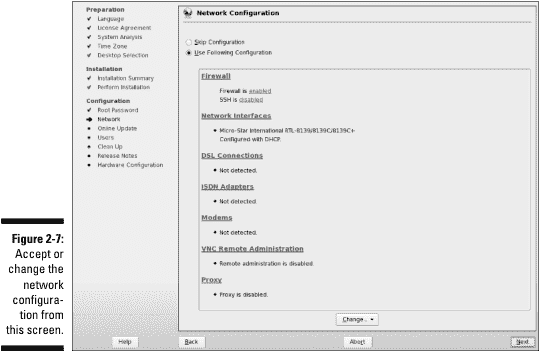 Preparation
Language
License Agreement
System Analysis
Time Zone
Desktop Selection
Installation
Installation Summary
Perform Installation
Configuration
Root Password
Network
Online Update
Users
Clean Up
Release Notes
Hardware Configuration
Network Configuration
Skip Configuration
Use Following Configuration
Firewall
Firewall is enabled
SSH is disabled
Network Interfaces
Micro-Star International RTL-8139/8139C/8139C+
Configured with DHCP.
DSL Connections
Not detected.
ISDN Adapters
Not detected.
Modems
Not detected.
VNC Remote Administration
Remote administration is disabled.
Proxy
Proxy is disabled.
Change...
Help
Back
Abort
Next
Figure 2-7:
Accept or
change the
network
configura-
tion from
this screen.